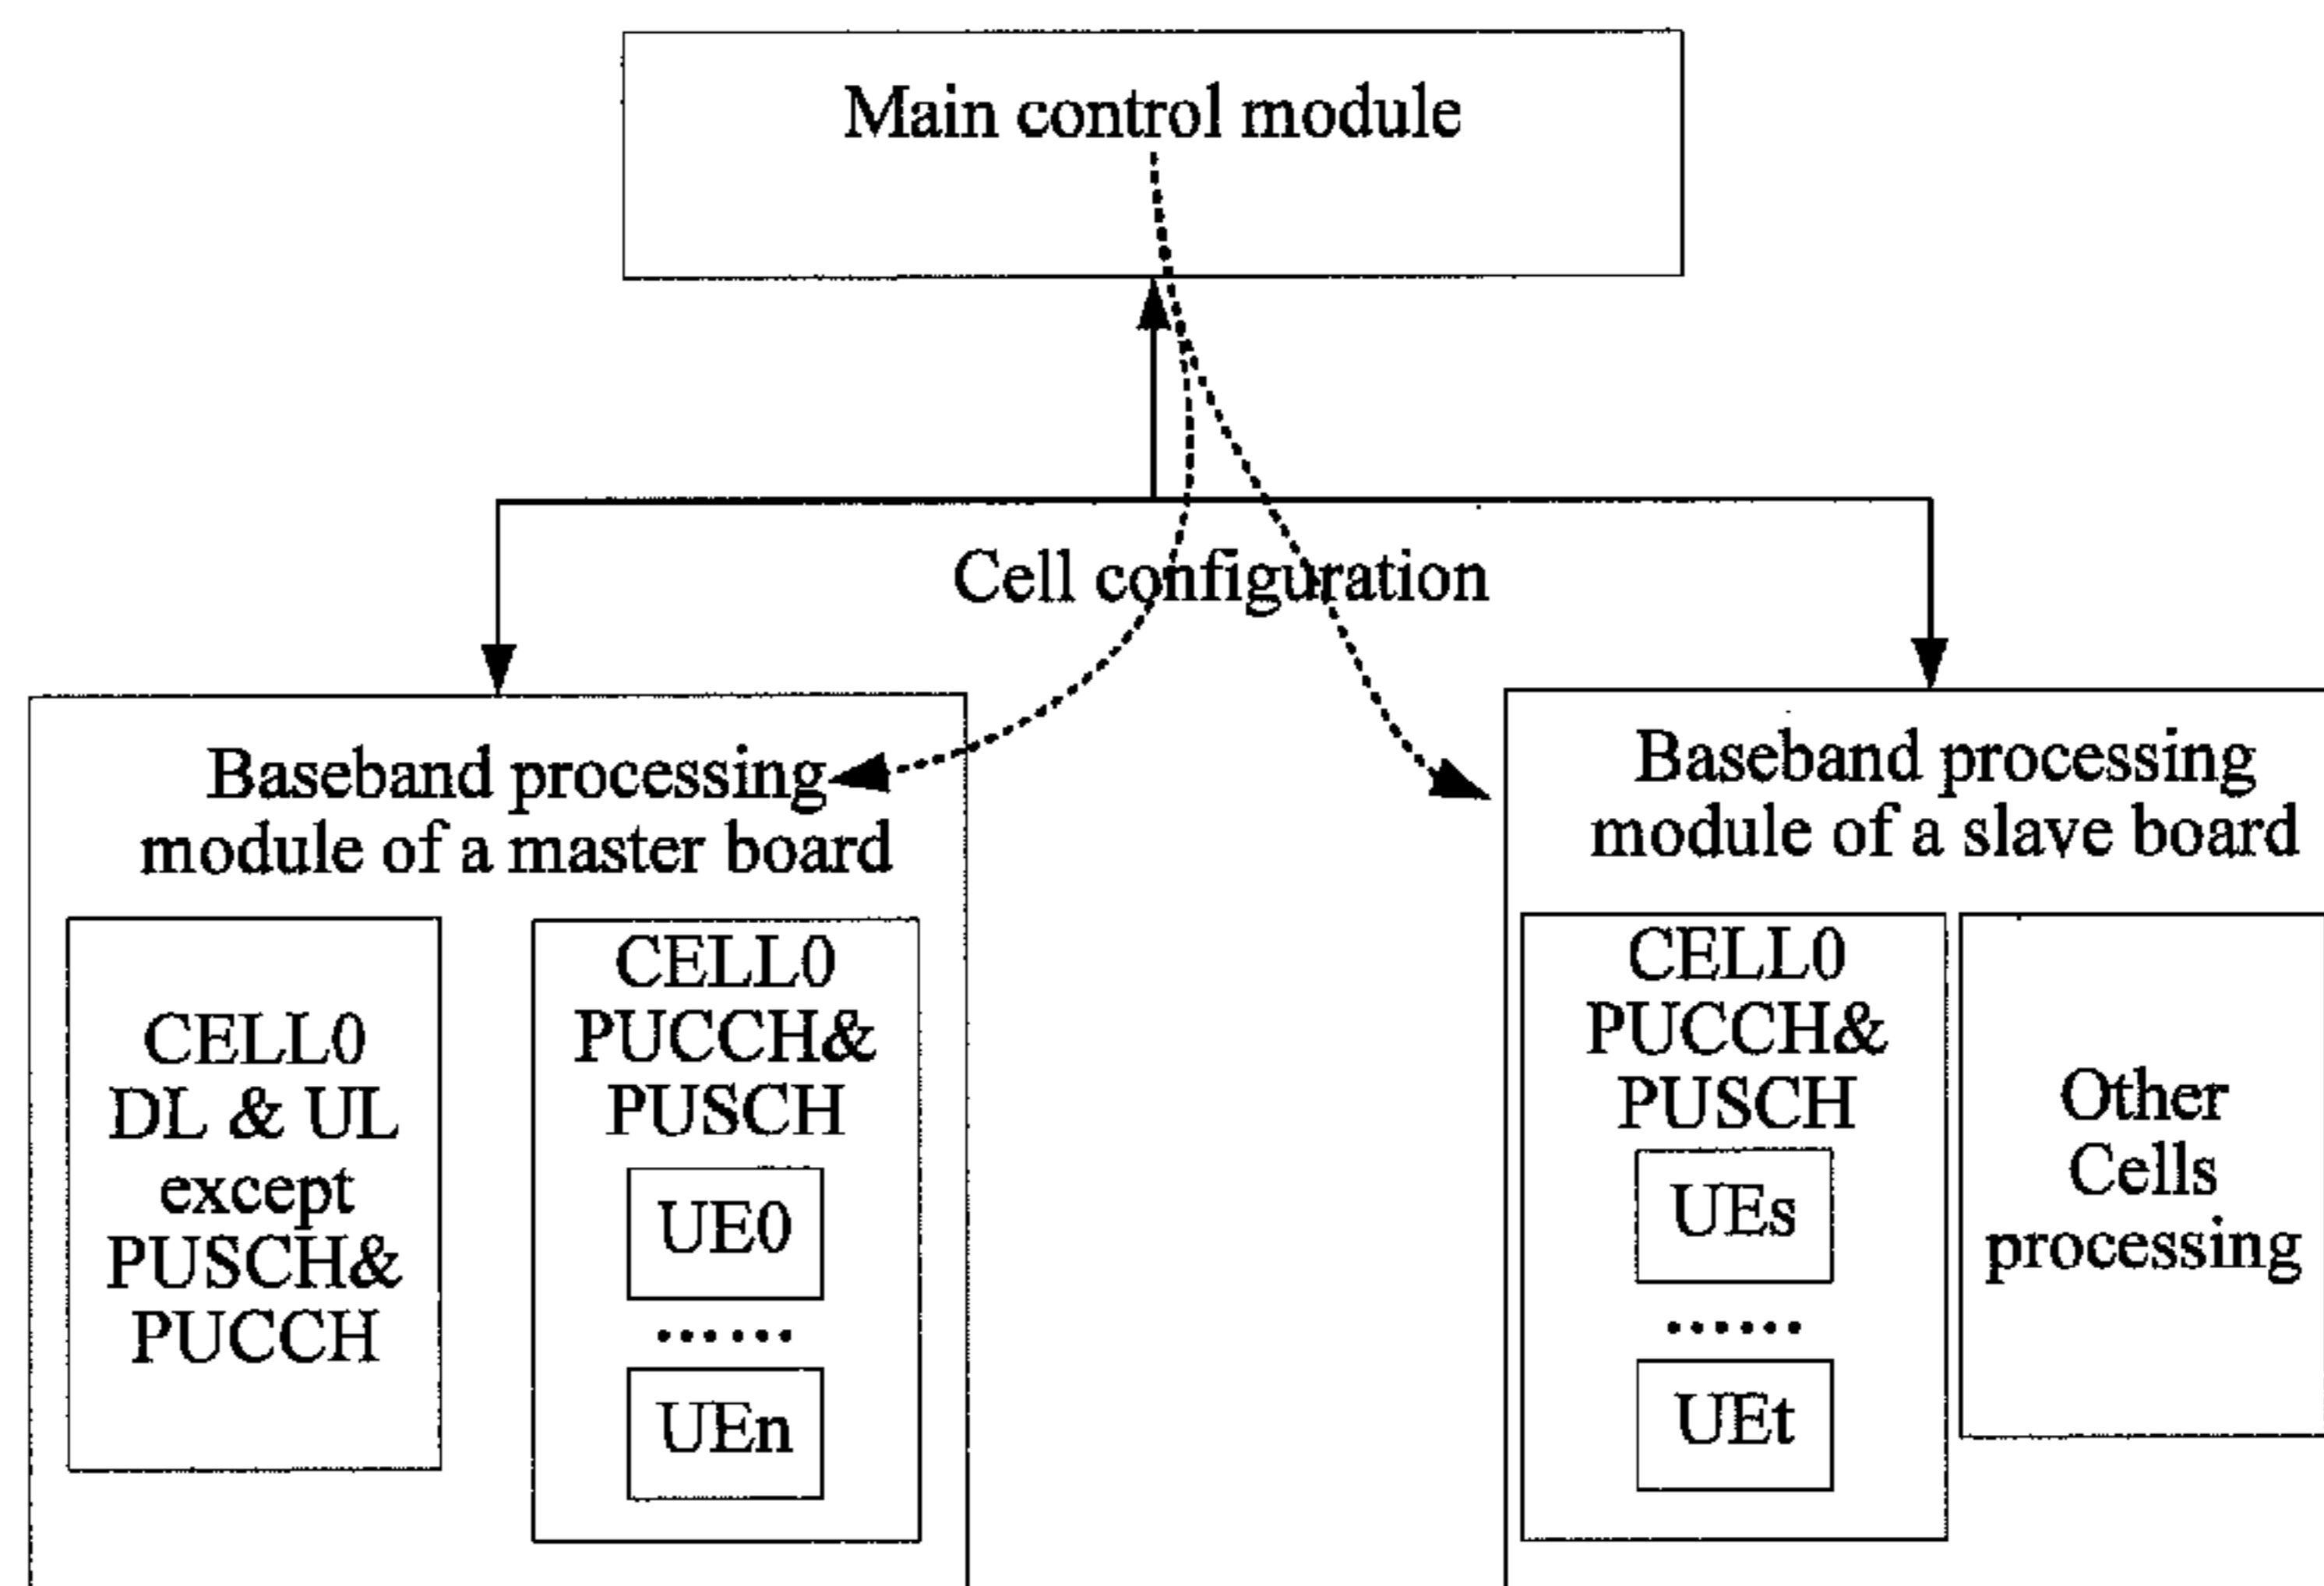 Main control module
Cell configuration
Baseband processing
module of a master board
CELL0
DL & UL
except
PUSCH&
PUCCH
CELL0
PUCCH&
PUSCH
UE0
......
UEn
Baseband processing
module of a slave board
CELL0
PUCCH&
PUSCH
UEs
......
UEt
Other
Cells
processing